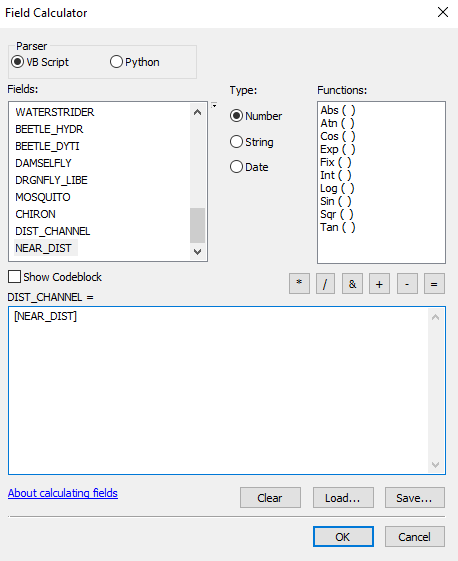 Field Calculator
Parser
VB Script Python
Fields: Type: Functions:
WATERSTRIDER
BEETLE_HYDR
BEETLE_DYTI
DAMSELFLY
DRGNFLY_LIBE
MOSQUITO
CHIRON
DIST_CHANNEL
NEAR_DIST
Number
String
Date
Abs ( )
Atn ( )
Cos ( )
Exp ( )
Fix ( )
Int ( )
Log ( )
Sin ( )
Sqr ( )
Tan ( )
Show Codeblock
* / & + - =
DIST_CHANNEL =
[NEAR_DIST]
About calculating fields
Clear Load... Save...
OK Cancel